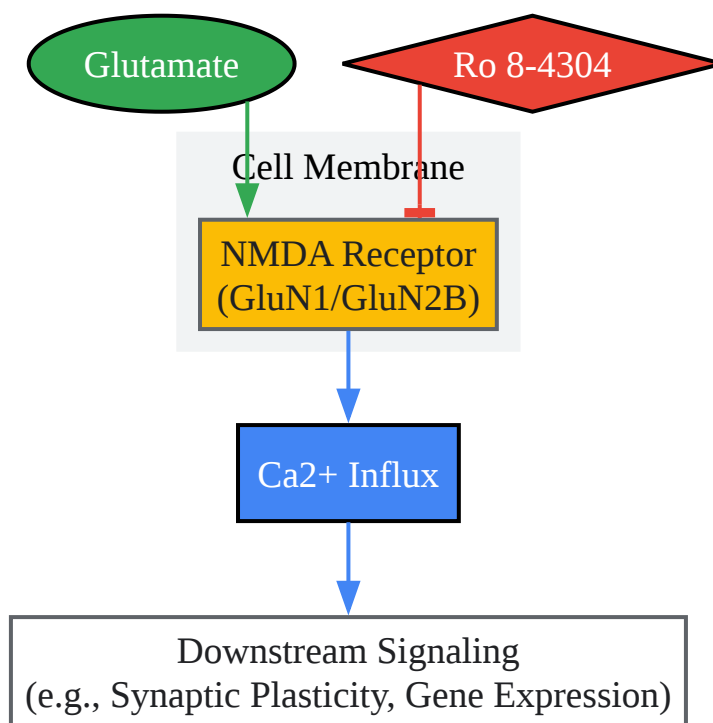 Glutamate
Ro 8-4304
Cell Membrane
NMDA Receptor
(GluN1/GluN2B)
Ca2+ Influx
Downstream Signaling
(e.g., Synaptic Plasticity, Gene Expression)